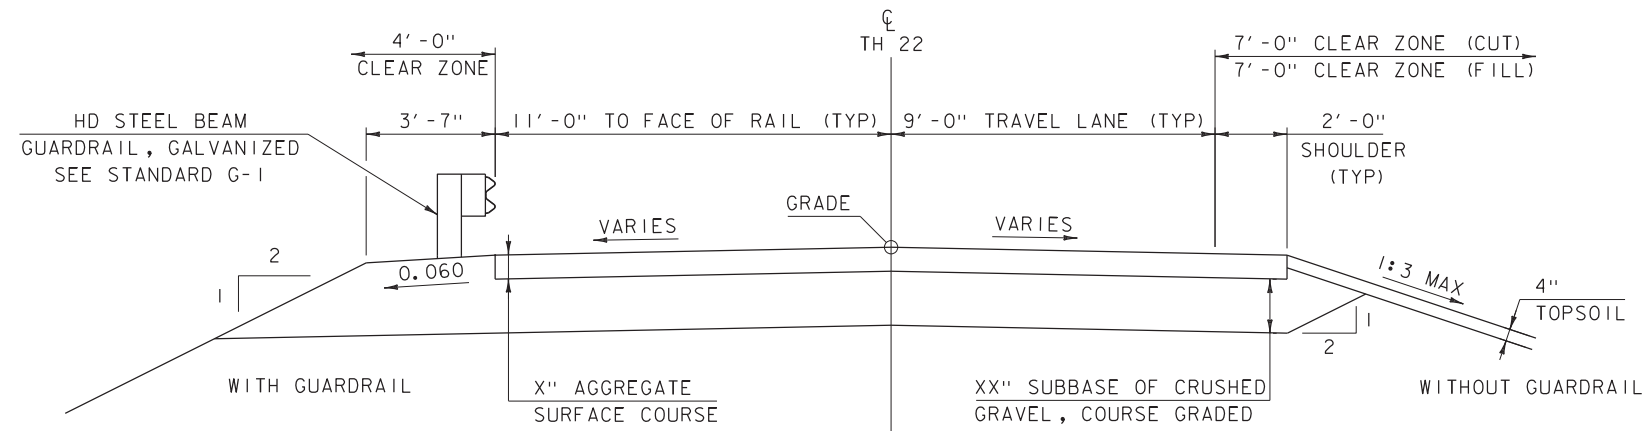 ℄
TH 22
4'-0"
CLEAR ZONE
7'-0" CLEAR ZONE (CUT)
7'-0" CLEAR ZONE (FILL)
HD STEEL BEAM
GUARDRAIL, GALVANIZED
SEE STANDARD G-1
3'-7"
11'-0" TO FACE OF RAIL (TYP)
9'-0" TRAVEL LANE (TYP)
2'-0"
SHOULDER
(TYP)
GRADE
VARIES
VARIES
2
1
0.060
1:3 MAX
4"
TOPSOIL
1
2
WITH GUARDRAIL
X" AGGREGATE
SURFACE COURSE
XX" SUBBASE OF CRUSHED
GRAVEL, COURSE GRADED
WITHOUT GUARDRAIL